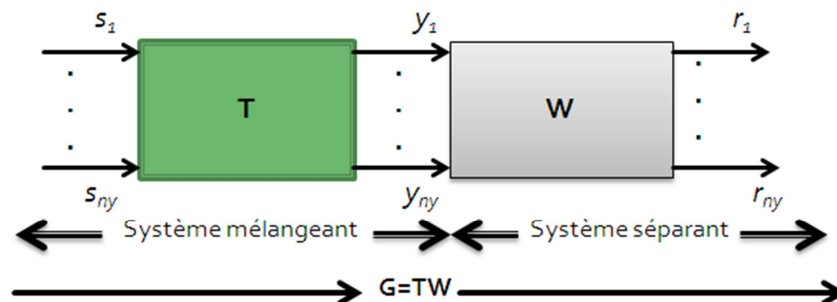 s1 y1 r1
T W
sny yny rny
Système mélangeant Système séparant
G=TW